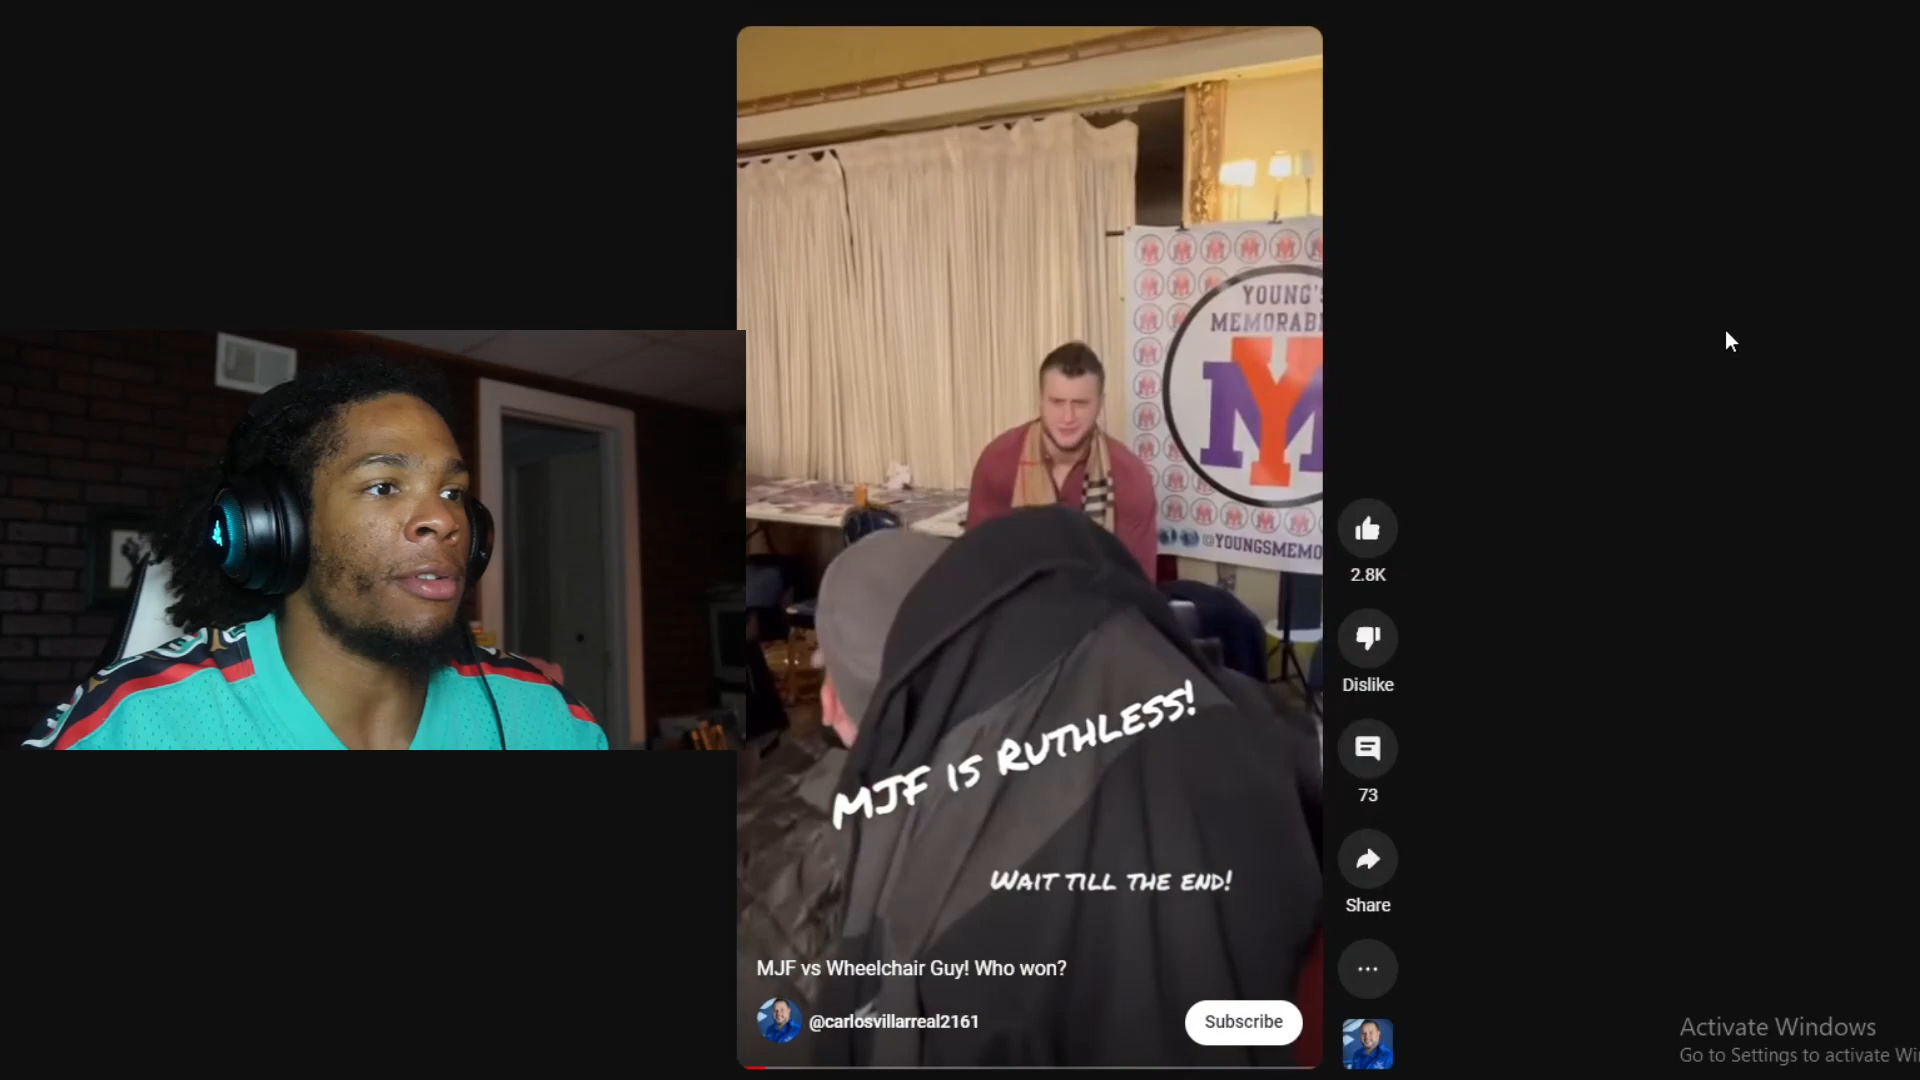 YOUNG'S
MEMORABI
YM
@YOUNGSMEMO
MJF IS RUTHLESS!
WAIT TILL THE END!
MJF vs Wheelchair Guy! Who won?
@carlosvillarreal2161
Subscribe
2.8K
Dislike
73
Share
Activate Windows
Go to Settings to activate Wi